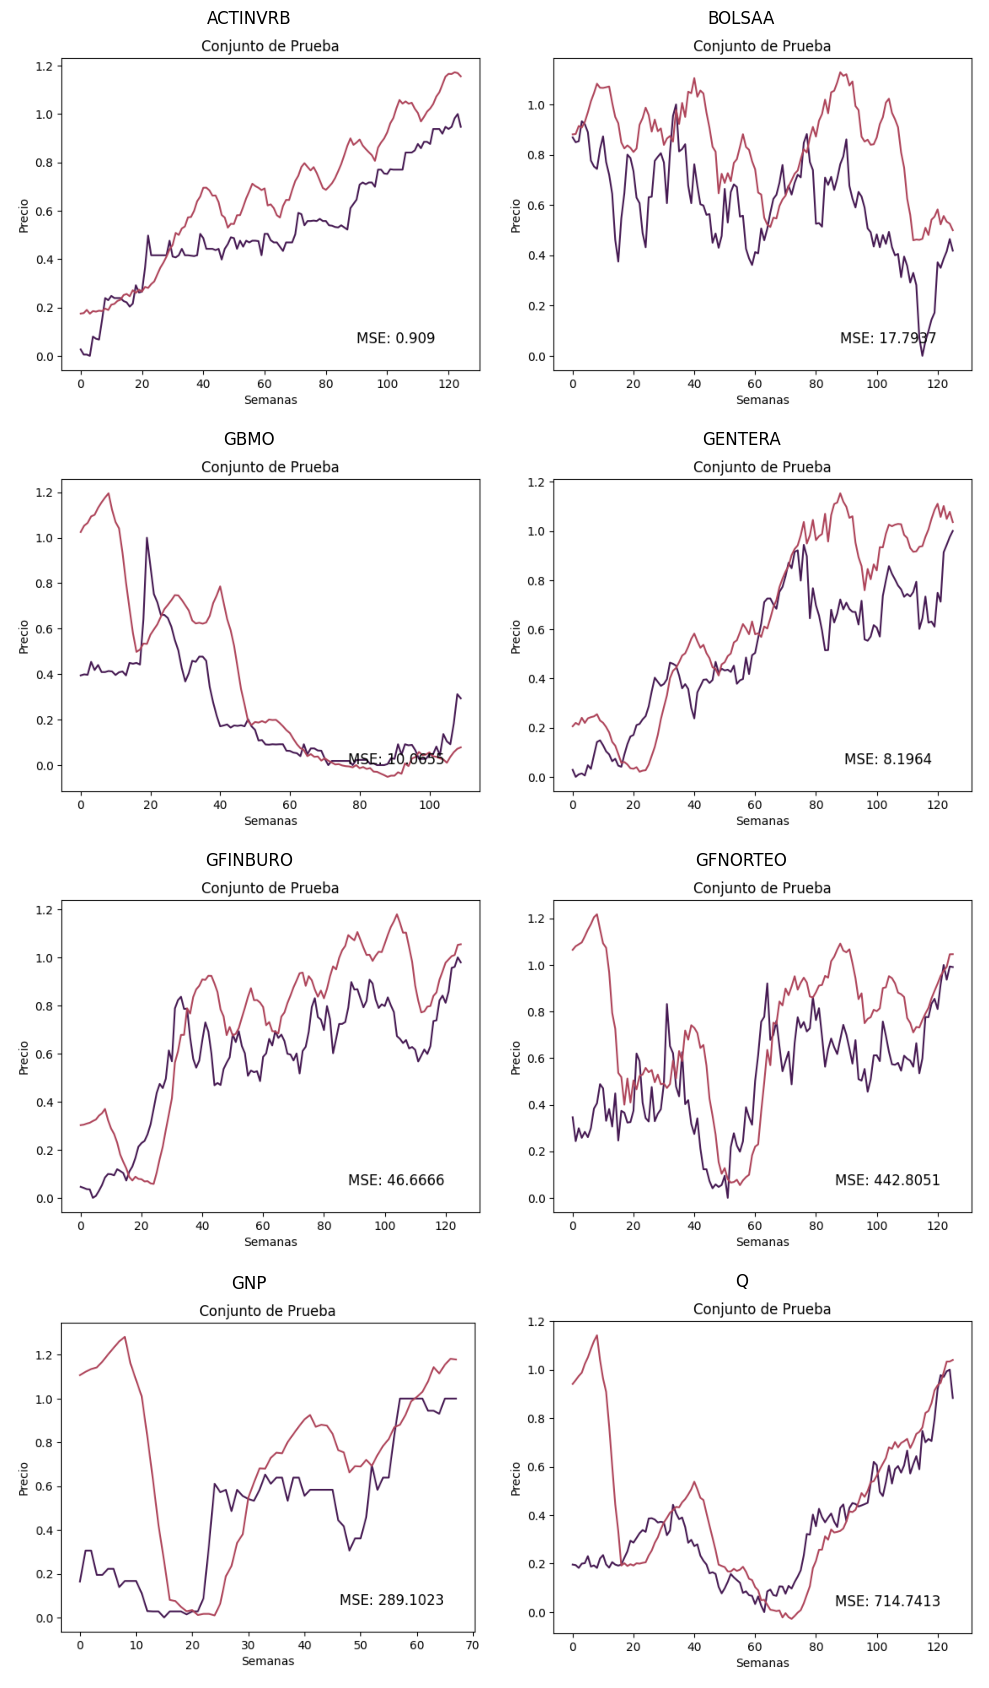 ACTINVRB
Conjunto de Prueba
1.2
1.0
0.8
0.6
0.4
0.2
0.0
Precio
MSE: 0.909
0 20 40 60 80 100 120
Semanas
BOLSAA
Conjunto de Prueba
1.0
0.8
0.6
0.4
0.2
0.0
Precio
MSE: 17.7937
0 20 40 60 80 100 120
Semanas
GBMO
Conjunto de Prueba
1.2
1.0
0.8
0.6
0.4
0.2
0.0
Precio
MSE:
0 20 40 60 80 100
Semanas
GENTERA
Conjunto de Prueba
1.2
1.0
0.8
0.6
0.4
0.2
0.0
Precio
MSE: 8.1964
0 20 40 60 80 100 120
Semanas
GFINBURO
Conjunto de Prueba
1.2
1.0
0.8
0.6
0.4
0.2
0.0
Precio
MSE: 46.6666
0 20 40 60 80 100 120
Semanas
GFNORTEO
Conjunto de Prueba
1.2
1.0
0.8
0.6
0.4
0.2
0.0
Precio
MSE: 442.8051
0 20 40 60 80 100 120
Semanas
GNP
Conjunto de Prueba
1.2
1.0
0.8
0.6
0.4
0.2
0.0
Precio
MSE: 289.1023
0 10 20 30 40 50 60 70
Semanas
Q
Conjunto de Prueba
1.2
1.0
0.8
0.6
0.4
0.2
0.0
Precio
MSE: 714.7413
0 20 40 60 80 100 120
Semanas